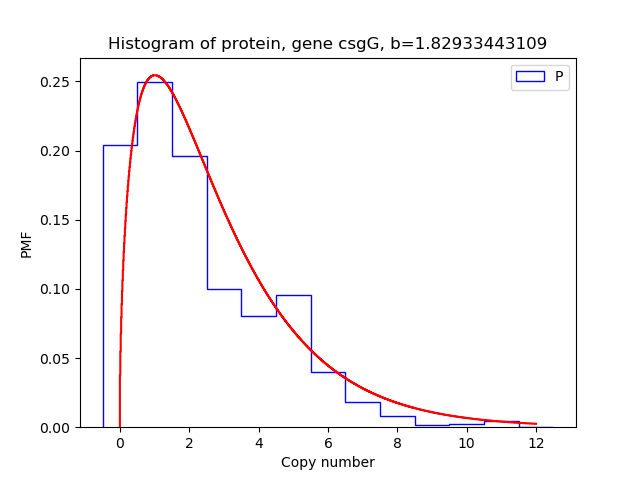 Histogram of protein, gene csgG, b=1.82933443109
P
PMF
0.25
0.20
0.15
0.10
0.05
0.00
0 2 4 6 8 10 12
Copy number